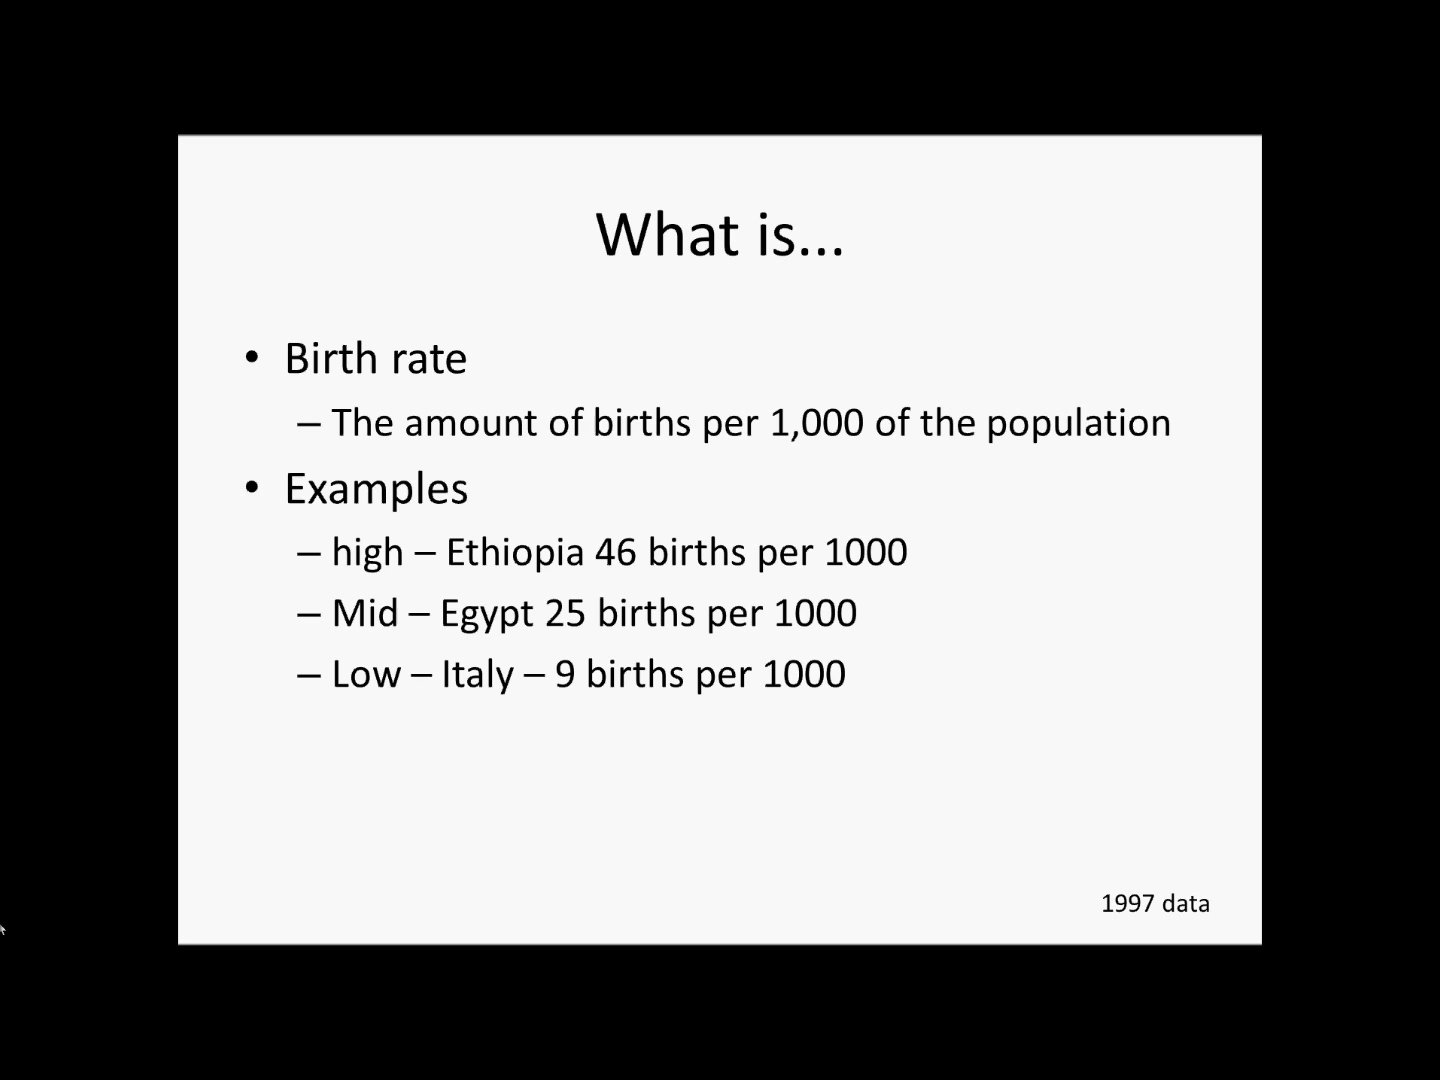 What is...
• Birth rate
– The amount of births per 1,000 of the population
• Examples
– high – Ethiopia 46 births per 1000
– Mid – Egypt 25 births per 1000
– Low – Italy – 9 births per 1000
1997 data